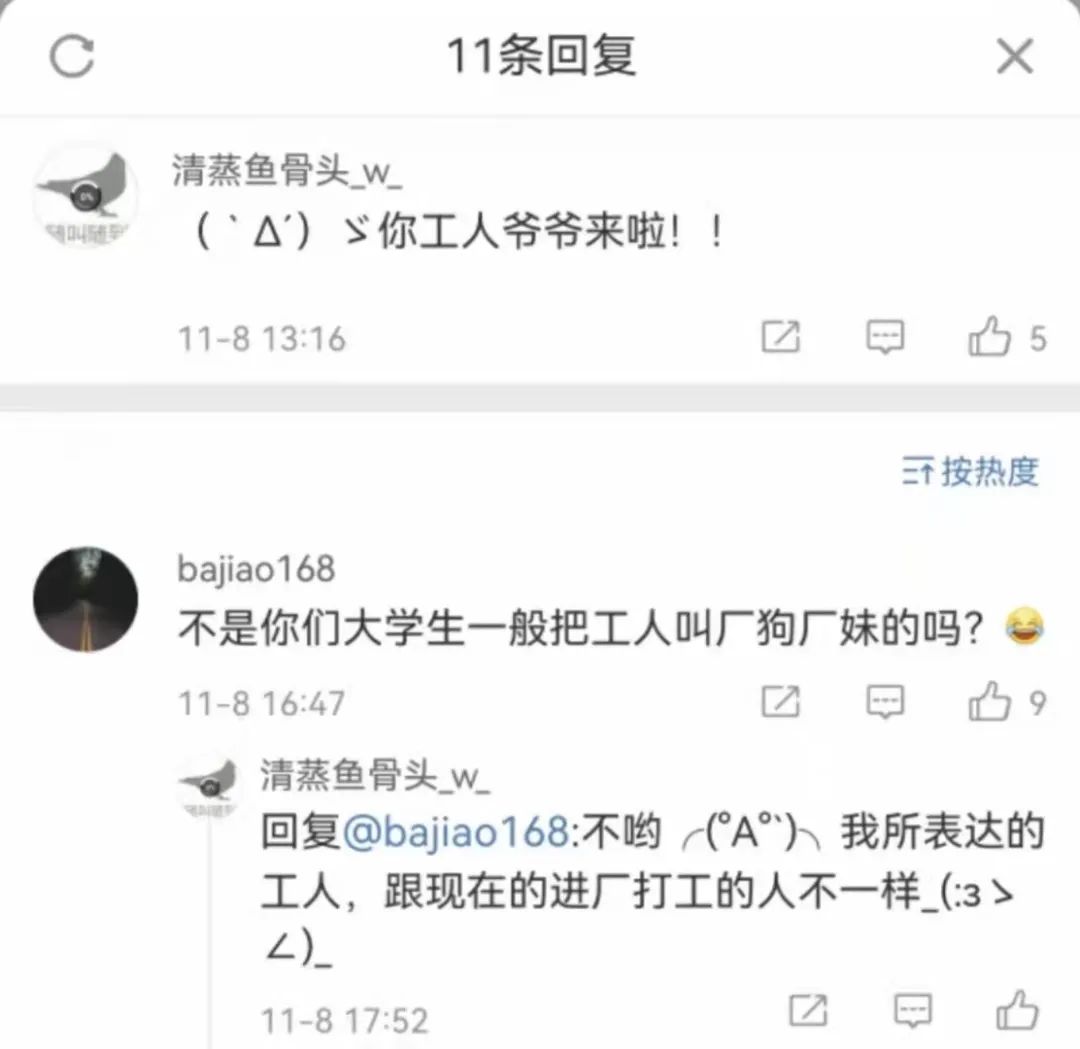 11条回复
清蒸鱼骨头_w_
（｀Δ´）ゞ你工人爷爷来啦！！
11-8 13:16
5
按热度
bajiao168
不是你们大学生一般把工人叫厂狗厂妹的吗？😂
11-8 16:47
9
清蒸鱼骨头_w_
回复@bajiao168:不哟╭(°A°`)╮我所表达的
工人，跟现在的进厂打工的人不一样_(:зゝ
∠)_
11-8 17:52